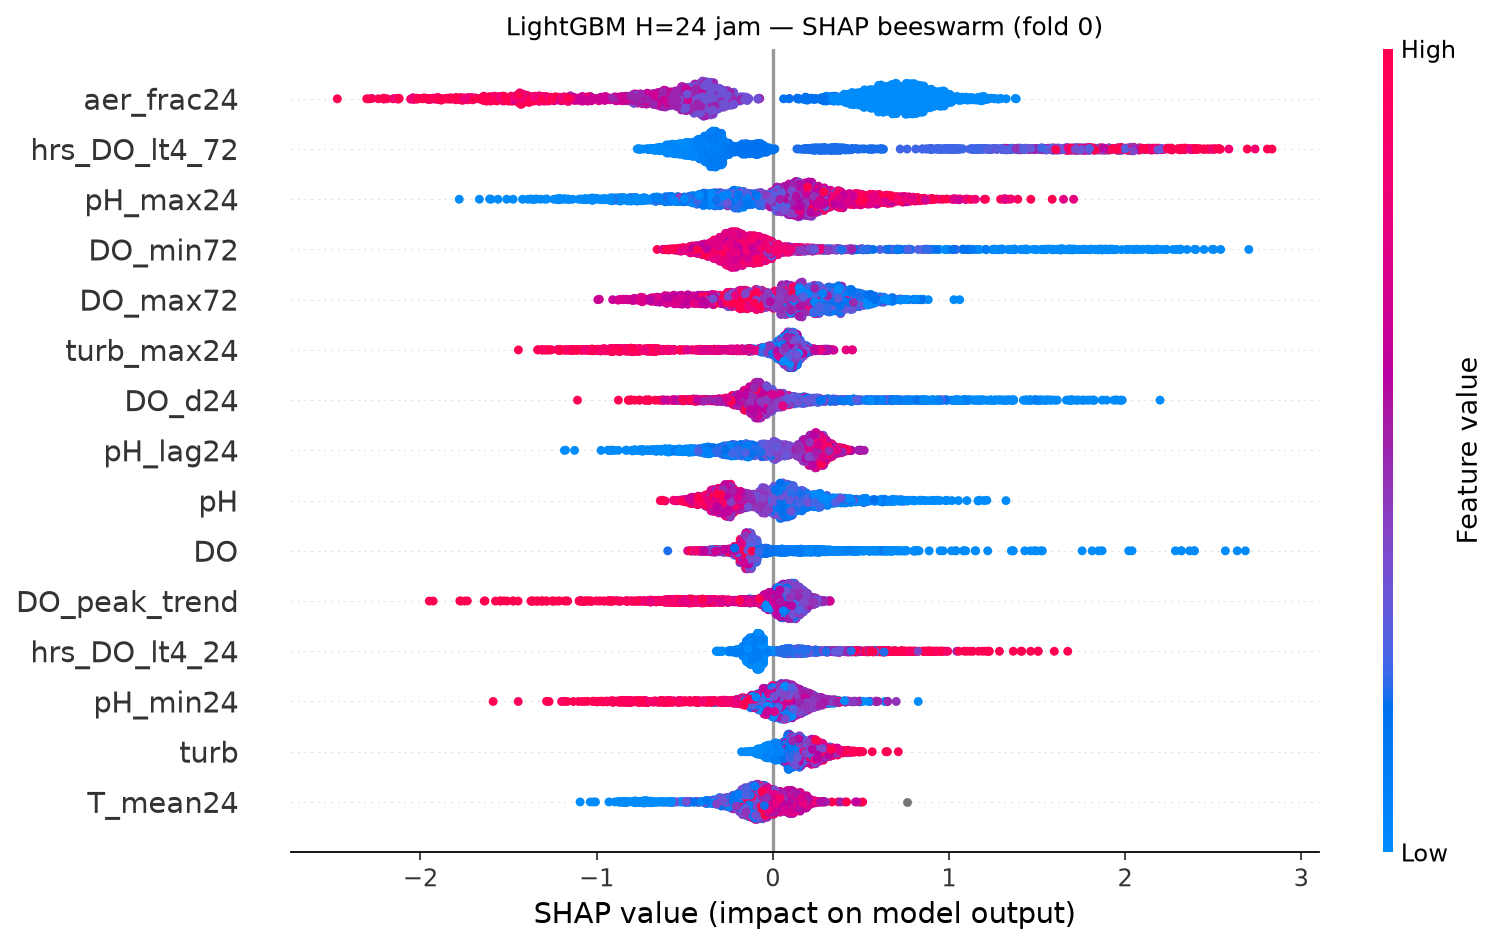 LightGBM H=24 jam — SHAP beeswarm (fold 0)
High
aer_frac24
hrs_DO_lt4_72
pH_max24
DO_min72
DO_max72
turb_max24
DO_d24
pH_lag24
pH
DO
DO_peak_trend
hrs_DO_lt4_24
pH_min24
turb
T_mean24
Feature value
Low
−2 −1 0 1 2 3
SHAP value (impact on model output)